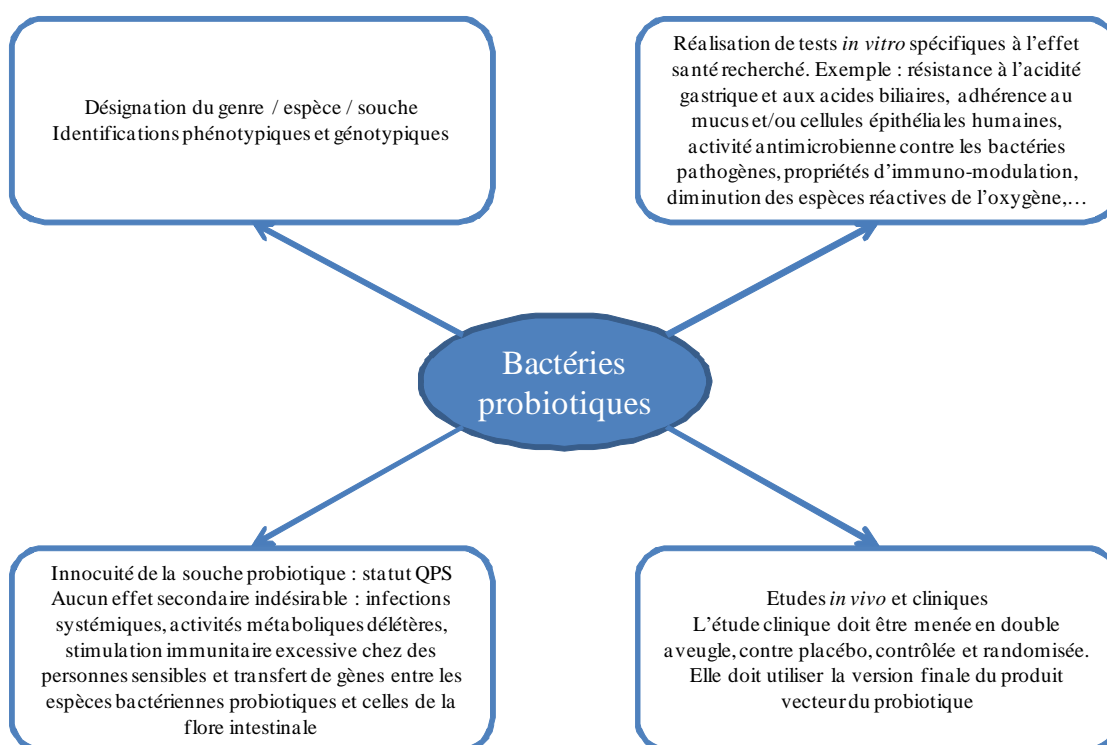 Désignation du genre / espèce / souche
Identifications phénotypiques et génotypiques
Réalisation de tests in vitro spécifiques à l'effet
santé recherché. Exemple : résistance à l'acidité
gastrique et aux acides biliaires, adhérence au
mucus et/ou cellules épithéliales humaines,
activité antimicrobienne contre les bactéries
pathogènes, propriétés d'immuno-modulation,
diminution des espèces réactives de l'oxygène,…
Bactéries
probiotiques
Innocuité de la souche probiotique : statut QPS
Aucun effet secondaire indésirable : infections
systémiques, activités métaboliques délétères,
stimulation immunitaire excessive chez des
personnes sensibles et transfert de gènes entre les
espèces bactériennes probiotiques et celles de la
flore intestinale
Etudes in vivo et cliniques
L'étude clinique doit être menée en double
aveugle, contre placébo, contrôlée et randomisée.
Elle doit utiliser la version finale du produit
vecteur du probiotique